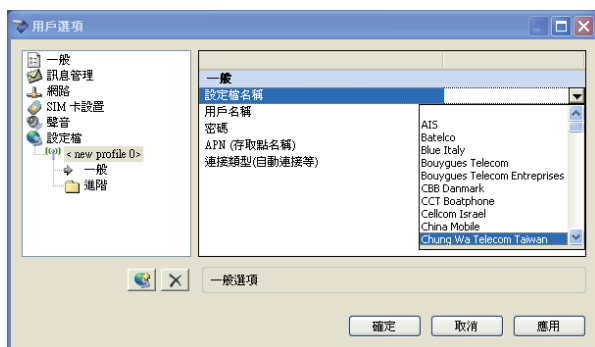 用戶選項
一般
訊息管理
網路
SIM 卡設置
聲音
設定檔
< new profile 0>
一般
進階
一般
設定檔名稱
用戶名稱
密碼
APN (存取點名稱)
連接類型(自動連接等)
AIS
Batelco
Blue Italy
Bouygues Telecom
Bouygues Telecom Entreprises
CBB Danmark
CCT Boatphone
Cellcom Israel
China Mobile
Chung Wa Telecom Taiwan
一般選項
確定
取消
應用